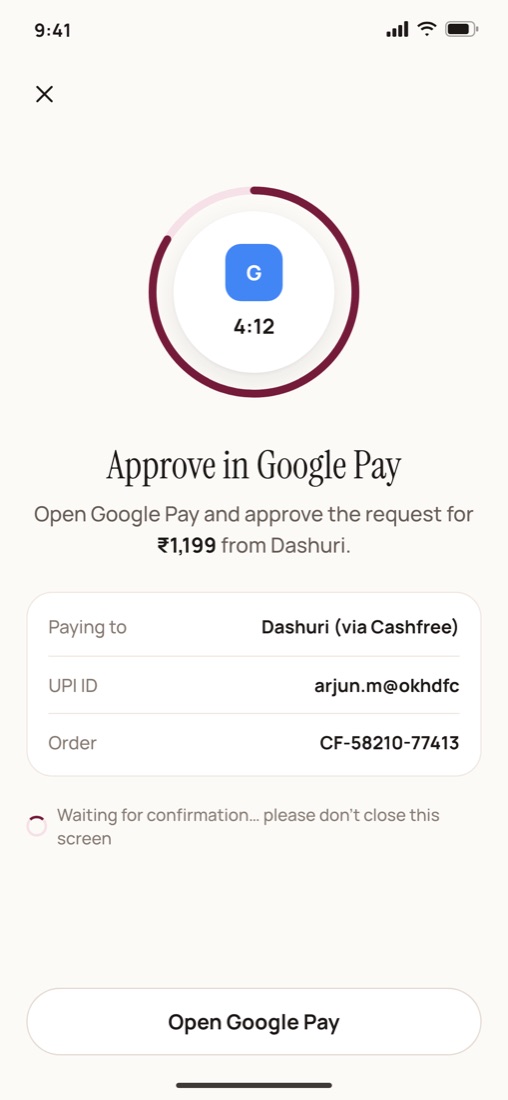 9:41
G
4:12
Approve in Google Pay
Open Google Pay and approve the request for
₹1,199 from Dashuri.
Paying to Dashuri (via Cashfree)
UPI ID arjun.m@okhdfc
Order CF-58210-77413
Waiting for confirmation… please don't close this
screen
Open Google Pay